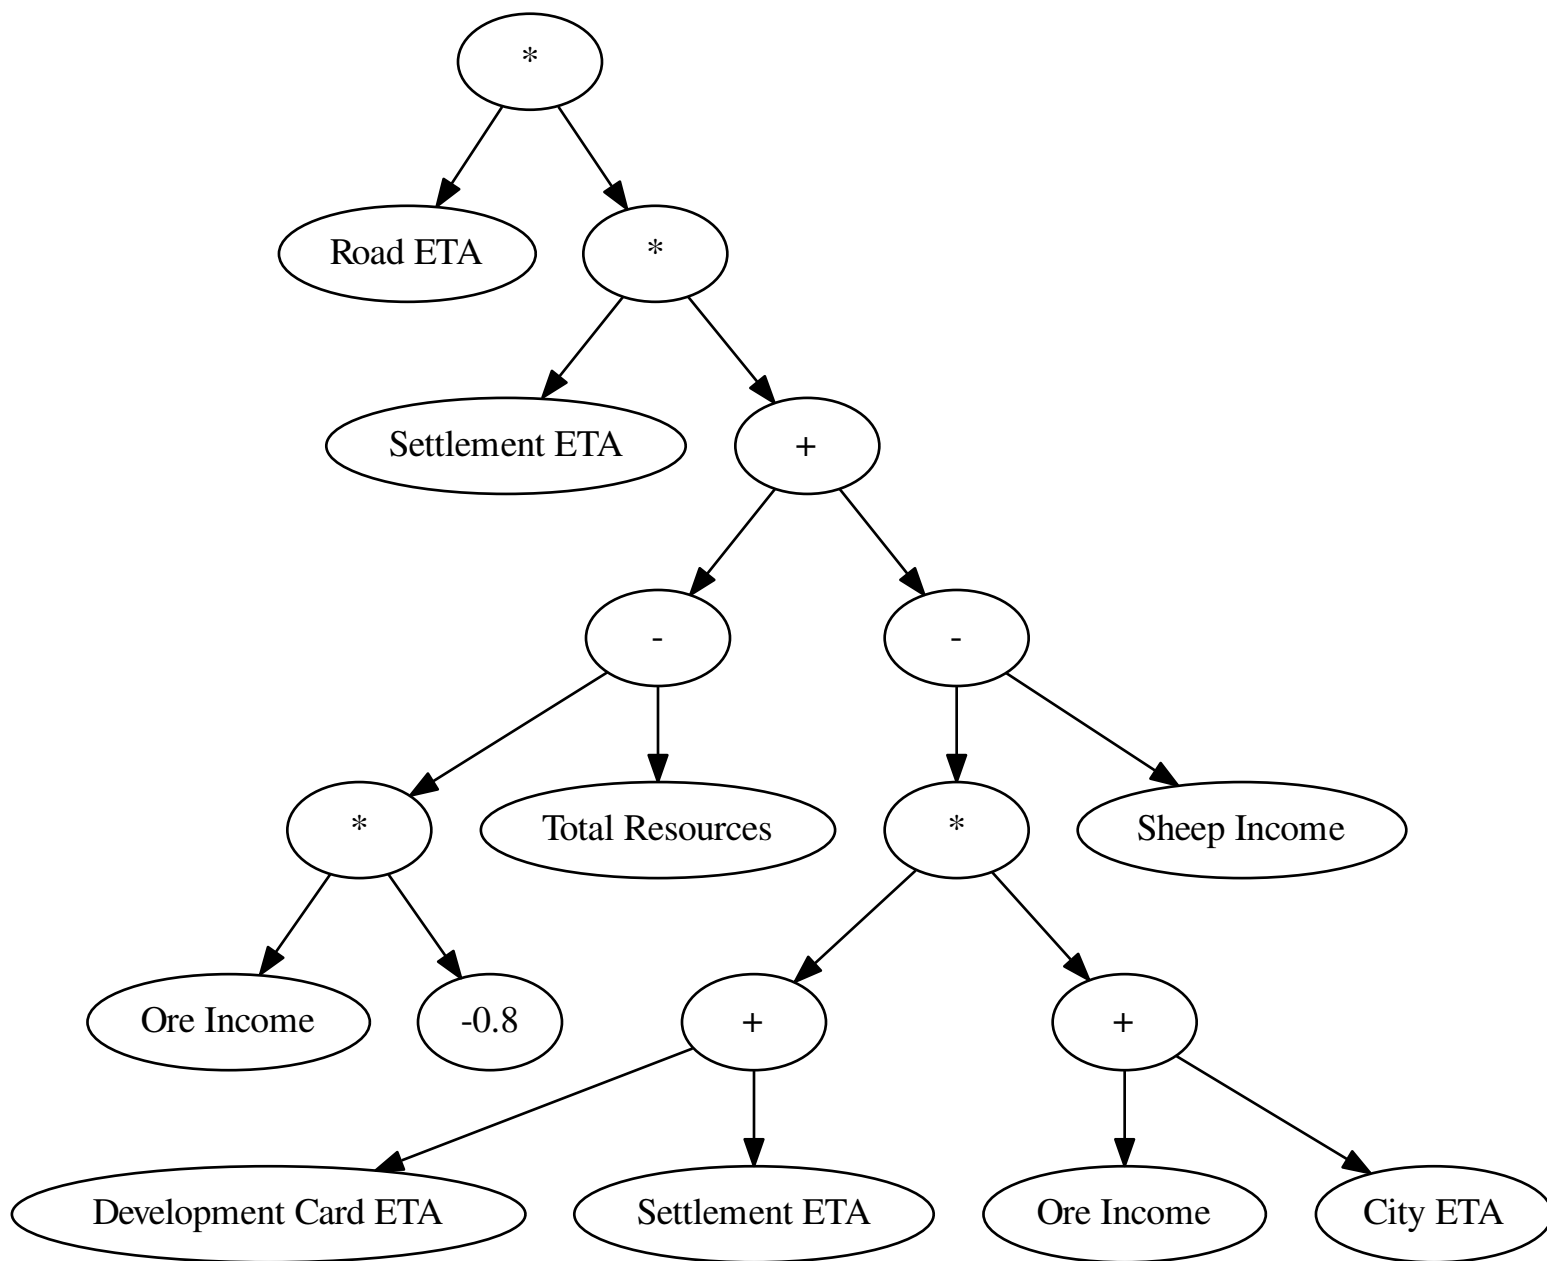 *
Road ETA
*
Settlement ETA
+
-
-
*
Total Resources
*
Sheep Income
Ore Income
-0.8
+
+
Development Card ETA
Settlement ETA
Ore Income
City ETA